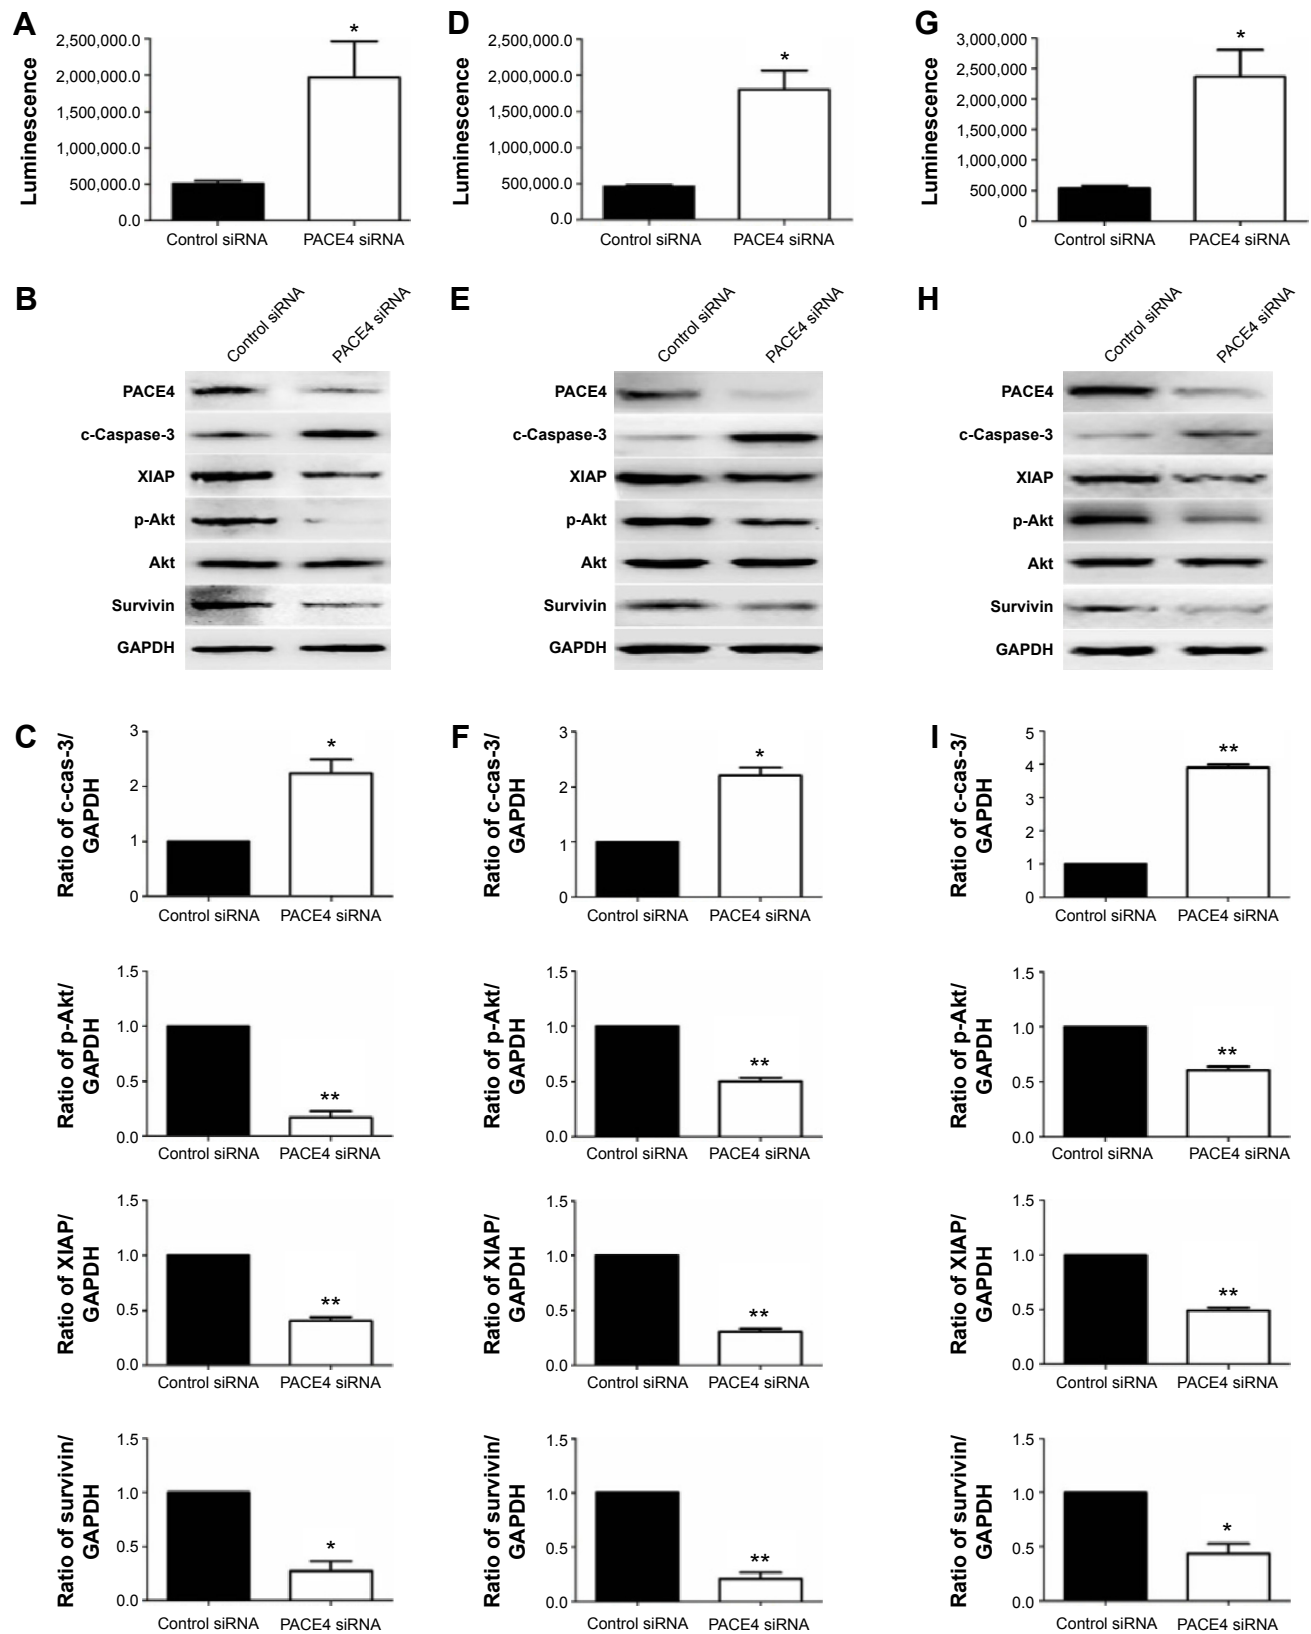 A
Luminescence
2,500,000.0
2,000,000.0
1,500,000.0
1,000,000.0
500,000.0
0.0
*
Control siRNA PACE4 siRNA
D
Luminescence
2,500,000.0
2,000,000.0
1,500,000.0
1,000,000.0
500,000.0
0.0
*
Control siRNA PACE4 siRNA
G
Luminescence
3,000,000
2,500,000
2,000,000
1,500,000
1,000,000
500,000
0
*
Control siRNA PACE4 siRNA
B
Control siRNA
PACE4 siRNA
PACE4
c-Caspase-3
XIAP
p-Akt
Akt
Survivin
GAPDH
E
Control siRNA
PACE4 siRNA
PACE4
c-Caspase-3
XIAP
p-Akt
Akt
Survivin
GAPDH
H
Control siRNA
PACE4 siRNA
PACE4
c-Caspase-3
XIAP
p-Akt
Akt
Survivin
GAPDH
C
Ratio of c-cas-3/
GAPDH
3
2
1
0
*
Control siRNA PACE4 siRNA
Ratio of p-Akt/
GAPDH
1.5
1.0
0.5
0.0
**
Control siRNA PACE4 siRNA
Ratio of XIAP/
GAPDH
1.5
1.0
0.5
0.0
**
Control siRNA PACE4 siRNA
Ratio of survivin/
GAPDH
1.5
1.0
0.5
0.0
*
Control siRNA PACE4 siRNA
F
Ratio of c-cas-3/
GAPDH
3
2
1
0
*
Control siRNA PACE4 siRNA
Ratio of p-Akt/
GAPDH
1.5
1.0
0.5
0.0
**
Control siRNA PACE4 siRNA
Ratio of XIAP/
GAPDH
1.5
1.0
0.5
0.0
**
Control siRNA PACE4 siRNA
Ratio of survivin/
GAPDH
1.5
1.0
0.5
0.0
**
Control siRNA PACE4 siRNA
I
Ratio of c-cas-3/
GAPDH
5
4
3
2
1
0
**
Control siRNA PACE4 siRNA
Ratio of p-Akt/
GAPDH
1.5
1.0
0.5
0.0
**
Control siRNA PACE4 siRNA
Ratio of XIAP/
GAPDH
1.5
1.0
0.5
0.0
**
Control siRNA PACE4 siRNA
Ratio of survivin/
GAPDH
1.5
1.0
0.5
0.0
*
Control siRNA PACE4 siRNA